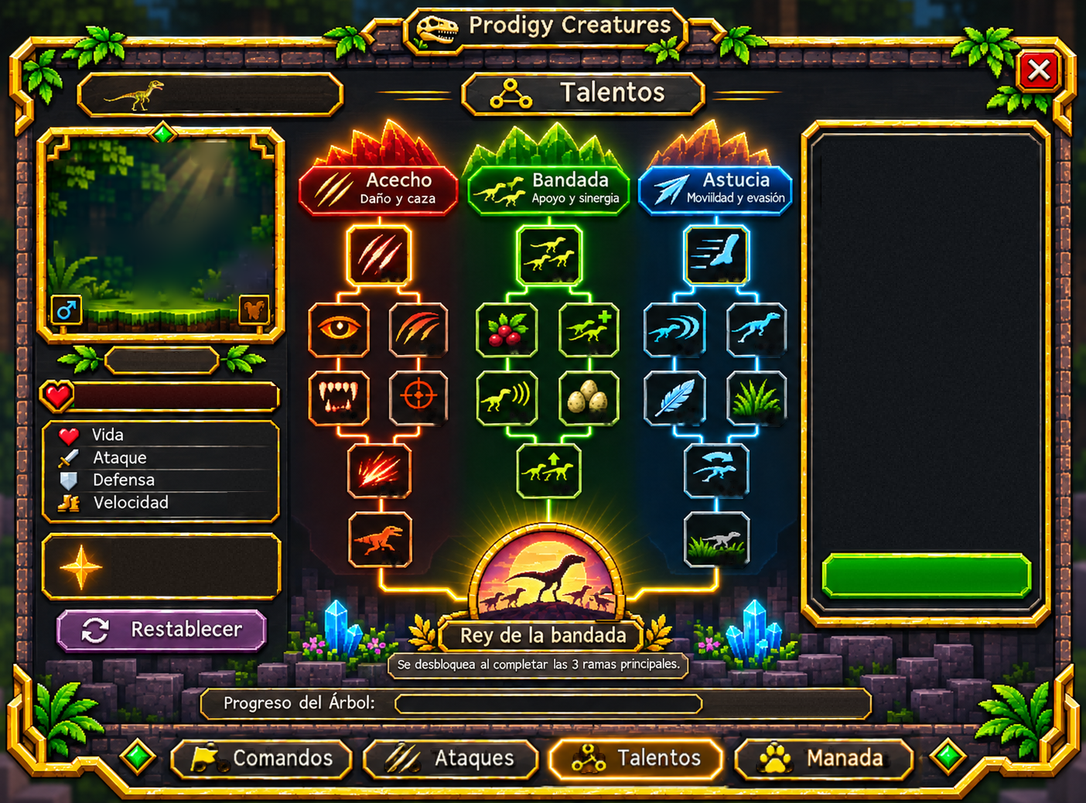 Prodigy Creatures
Talentos
Acecho
Daño y caza
Bandada
Apoyo y sinergia
Astucia
Movilidad y evasión
Vida
Ataque
Defensa
Velocidad
Restablecer
Rey de la bandada
Se desbloquea al completar las 3 ramas principales.
Progreso del Árbol:
Comandos
Ataques
Talentos
Manada